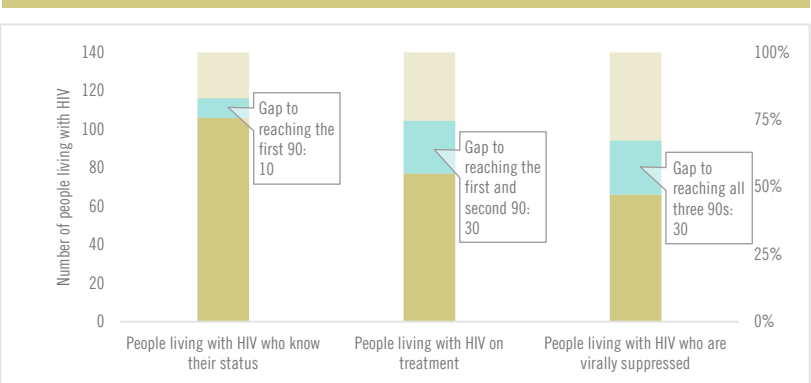 Number of people living with HIV
140
120
100
80
60
40
20
0
100%
75%
50%
25%
0%
Gap to
reaching the
first 90:
10
Gap to
reaching the
first and
second 90:
30
Gap to
reaching all
three 90s:
30
People living with HIV who know
their status
People living with HIV on
treatment
People living with HIV who are
virally suppressed